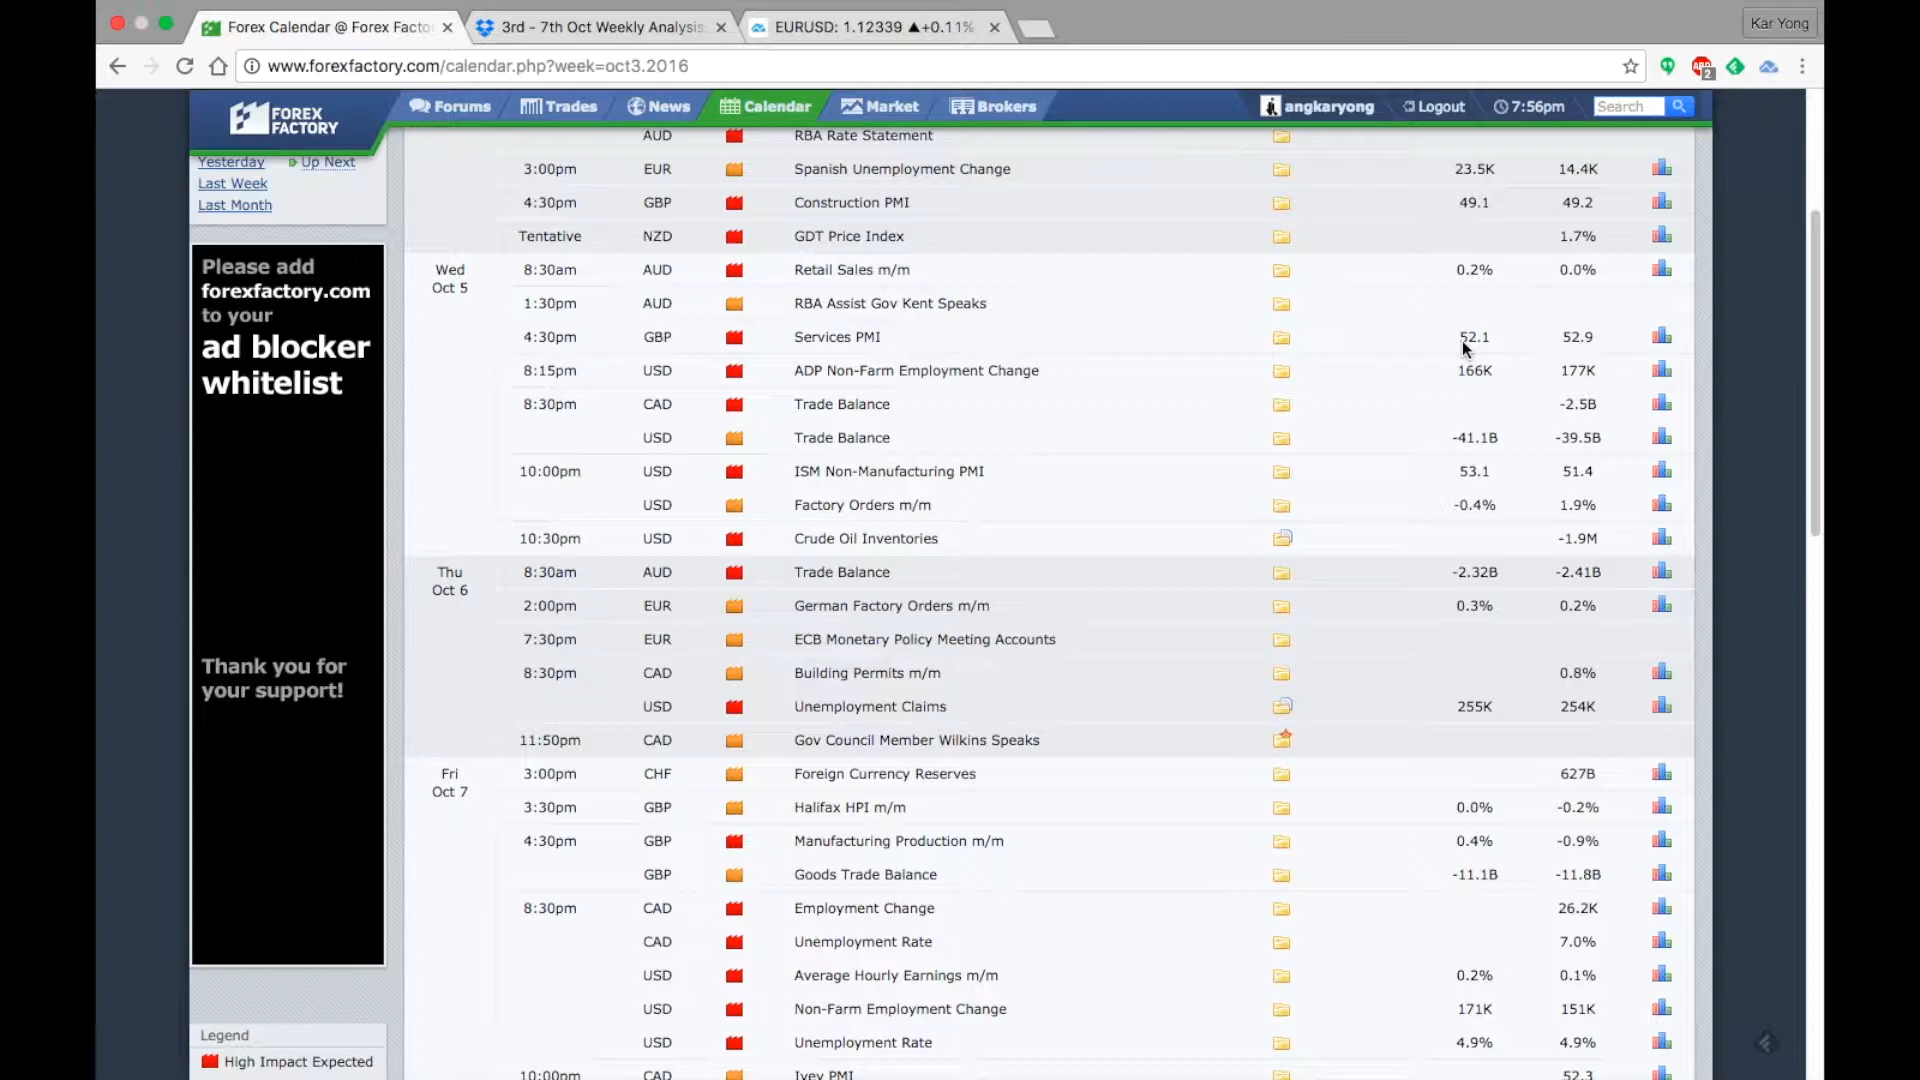 Forex Calendar @ Forex Facto
3rd - 7th Oct Weekly Analysis.
EURUSD: 1.12339 ▲+0.11%
Kar Yong
www.forexfactory.com/calendar.php?week=oct3.2016
ABP
2
FOREX
FACTORY
Forums
Trades
News
Calendar
Market
Brokers
angkaryong
Logout
7:56pm
Search
Yesterday
Up Next
Last Week
Last Month
Please add
forexfactory.com
to your
ad blocker
whitelist
Thank you for
your support!
Legend
High Impact Expected
AUD RBA Rate Statement
3:00pm EUR Spanish Unemployment Change 23.5K 14.4K
4:30pm GBP Construction PMI 49.1 49.2
Tentative NZD GDT Price Index 1.7%
Wed
Oct 5
8:30am AUD Retail Sales m/m 0.2% 0.0%
1:30pm AUD RBA Assist Gov Kent Speaks
4:30pm GBP Services PMI 52.1 52.9
8:15pm USD ADP Non-Farm Employment Change 166K 177K
8:30pm CAD Trade Balance -2.5B
USD Trade Balance -41.1B -39.5B
10:00pm USD ISM Non-Manufacturing PMI 53.1 51.4
USD Factory Orders m/m -0.4% 1.9%
10:30pm USD Crude Oil Inventories -1.9M
Thu
Oct 6
8:30am AUD Trade Balance -2.32B -2.41B
2:00pm EUR German Factory Orders m/m 0.3% 0.2%
7:30pm EUR ECB Monetary Policy Meeting Accounts
8:30pm CAD Building Permits m/m 0.8%
USD Unemployment Claims 255K 254K
11:50pm CAD Gov Council Member Wilkins Speaks
Fri
Oct 7
3:00pm CHF Foreign Currency Reserves 627B
3:30pm GBP Halifax HPI m/m 0.0% -0.2%
4:30pm GBP Manufacturing Production m/m 0.4% -0.9%
GBP Goods Trade Balance -11.1B -11.8B
8:30pm CAD Employment Change 26.2K
CAD Unemployment Rate 7.0%
USD Average Hourly Earnings m/m 0.2% 0.1%
USD Non-Farm Employment Change 171K 151K
USD Unemployment Rate 4.9% 4.9%
10:00pm CAD Ivey PMI 52.3